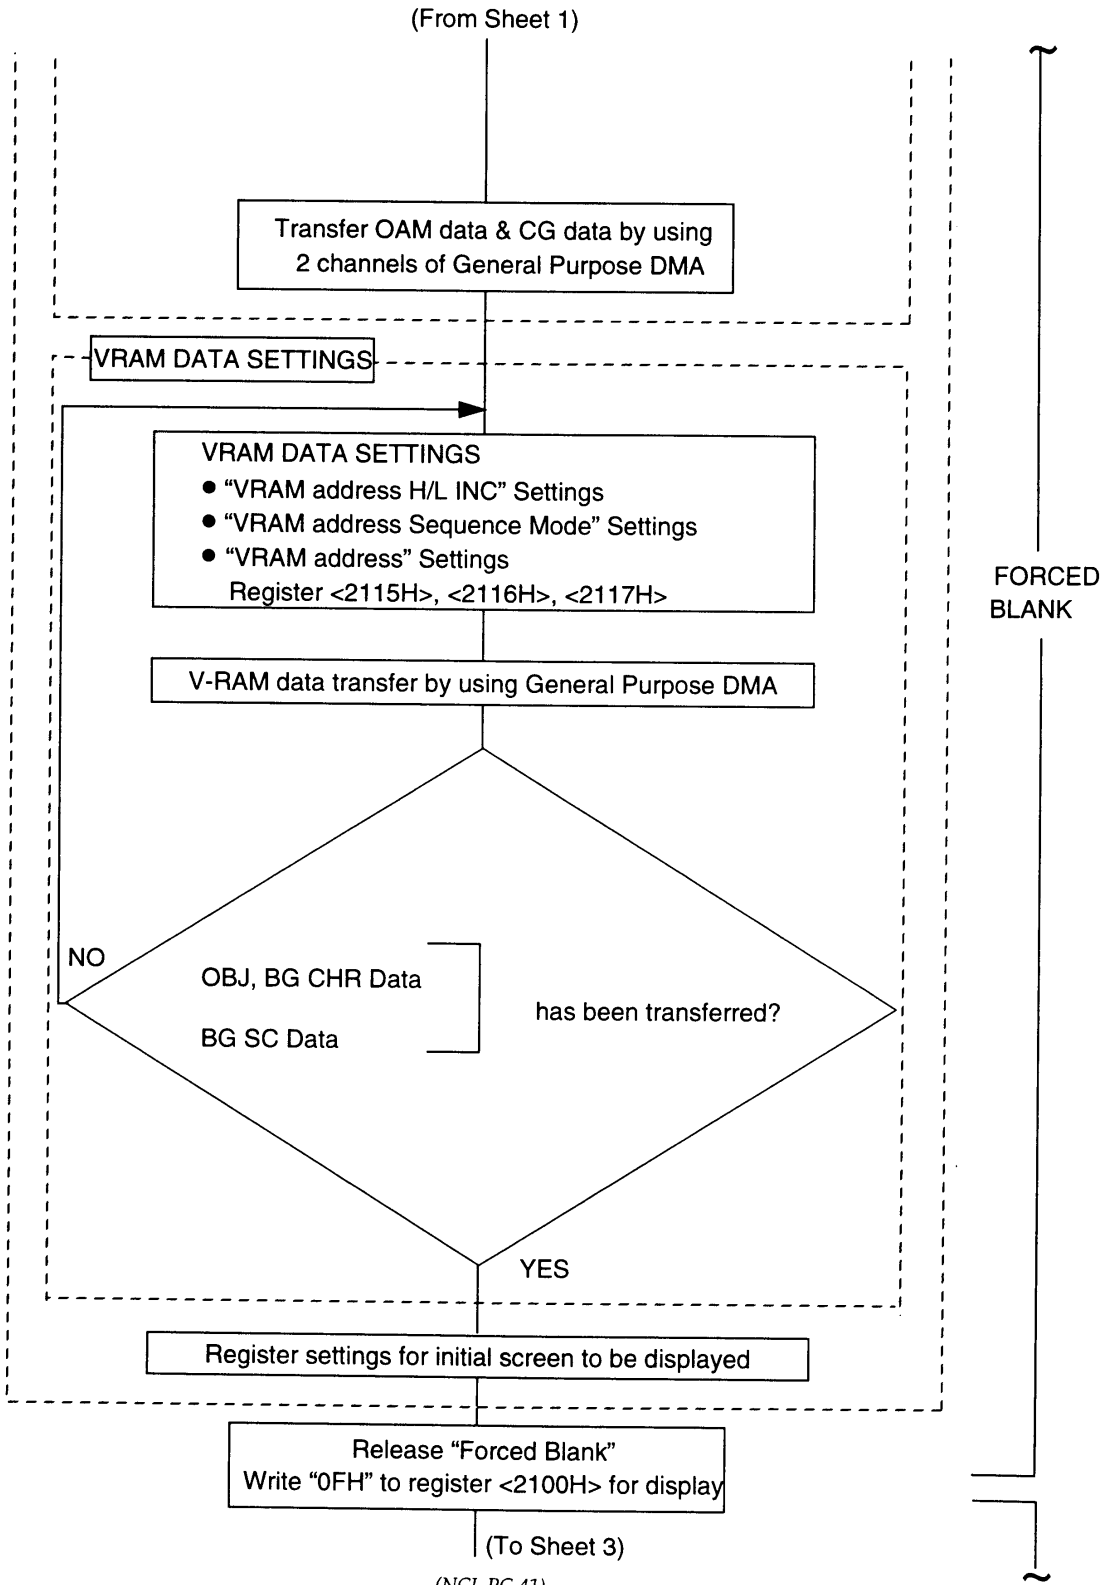 (From Sheet 1)
Transfer OAM data & CG data by using
2 channels of General Purpose DMA
VRAM DATA SETTINGS
VRAM DATA SETTINGS
● “VRAM address H/L INC” Settings
● “VRAM address Sequence Mode” Settings
● “VRAM address” Settings
Register <2115H>, <2116H>, <2117H>
FORCED
BLANK
V-RAM data transfer by using General Purpose DMA
NO
OBJ, BG CHR Data
has been transferred?
BG SC Data
YES
Register settings for initial screen to be displayed
Release “Forced Blank”
Write “0FH” to register <2100H> for display
(To Sheet 3)
(NCL PG 41)